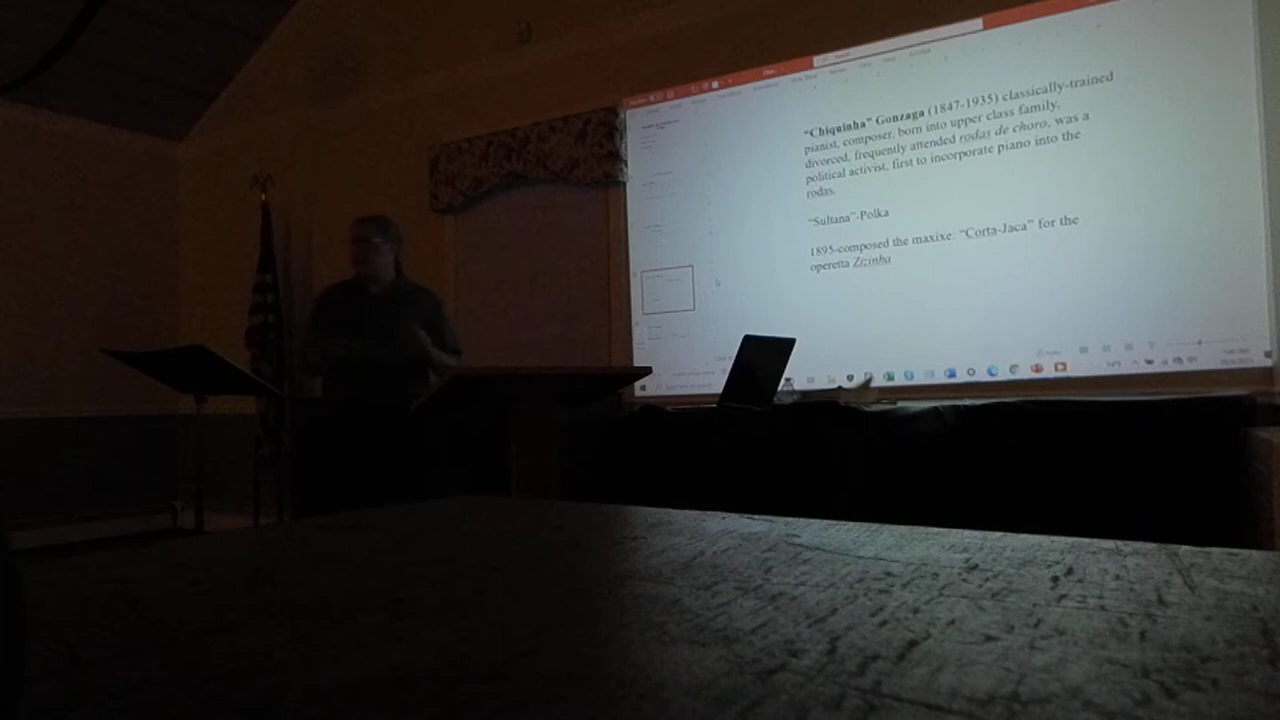 "Chiquinha" Gonzaga (1847-1935) classically-trained
pianist, composer, born into upper class family,
divorced, frequently attended rodas de choro, was a
political activist, first to incorporate piano into the
rodas.
"Sultana"-Polka
1895-composed the maxixe: "Corta-Jaca" for the
operetta Zizinha